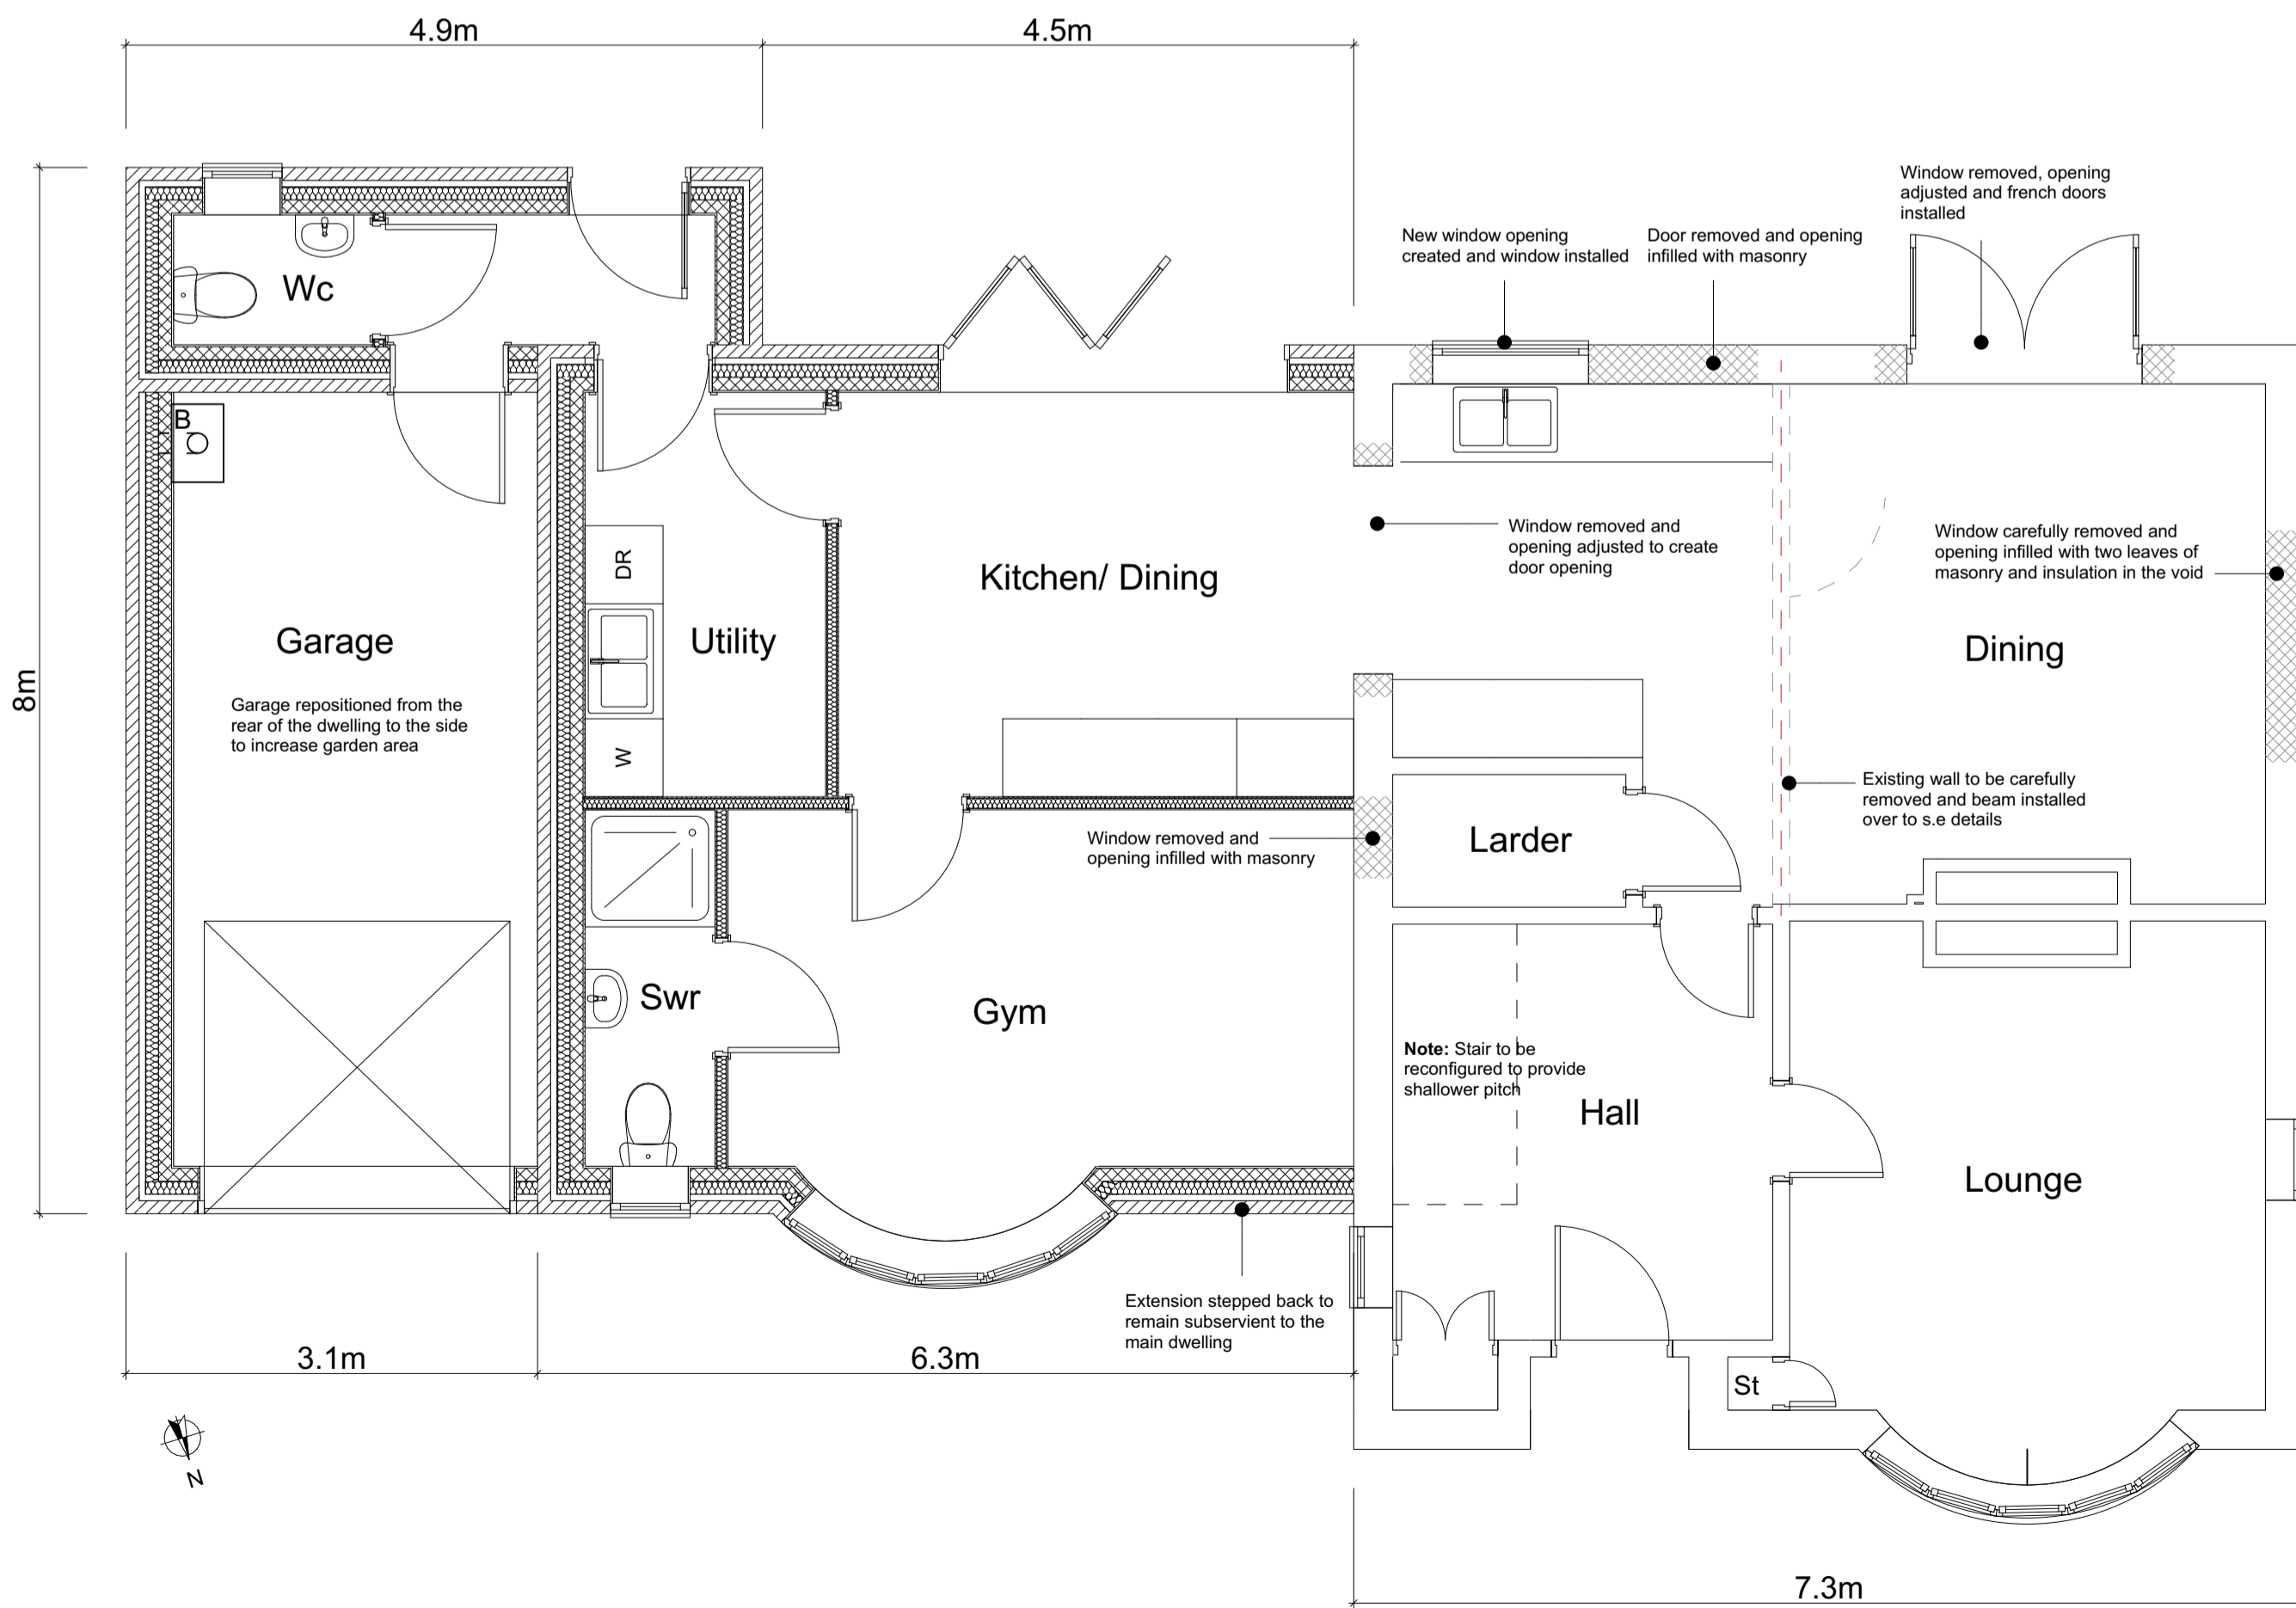 4.9m
4.5m
8m
Window removed, opening
adjusted and french doors
installed
New window opening
created and window installed
Door removed and opening
infilled with masonry
Wc
B
DR
Window removed and
opening adjusted to create
door opening
Window carefully removed and
opening infilled with two leaves of
masonry and insulation in the void
Kitchen/ Dining
Garage
Utility
Dining
Garage repositioned from the
rear of the dwelling to the side
to increase garden area
W
Existing wall to be carefully
removed and beam installed
over to s.e details
Window removed and
opening infilled with masonry
Larder
Swr
Gym
Note: Stair to be
reconfigured to provide
shallower pitch
Hall
Lounge
Extension stepped back to
remain subservient to the
main dwelling
3.1m
6.3m
St
N
7.3m